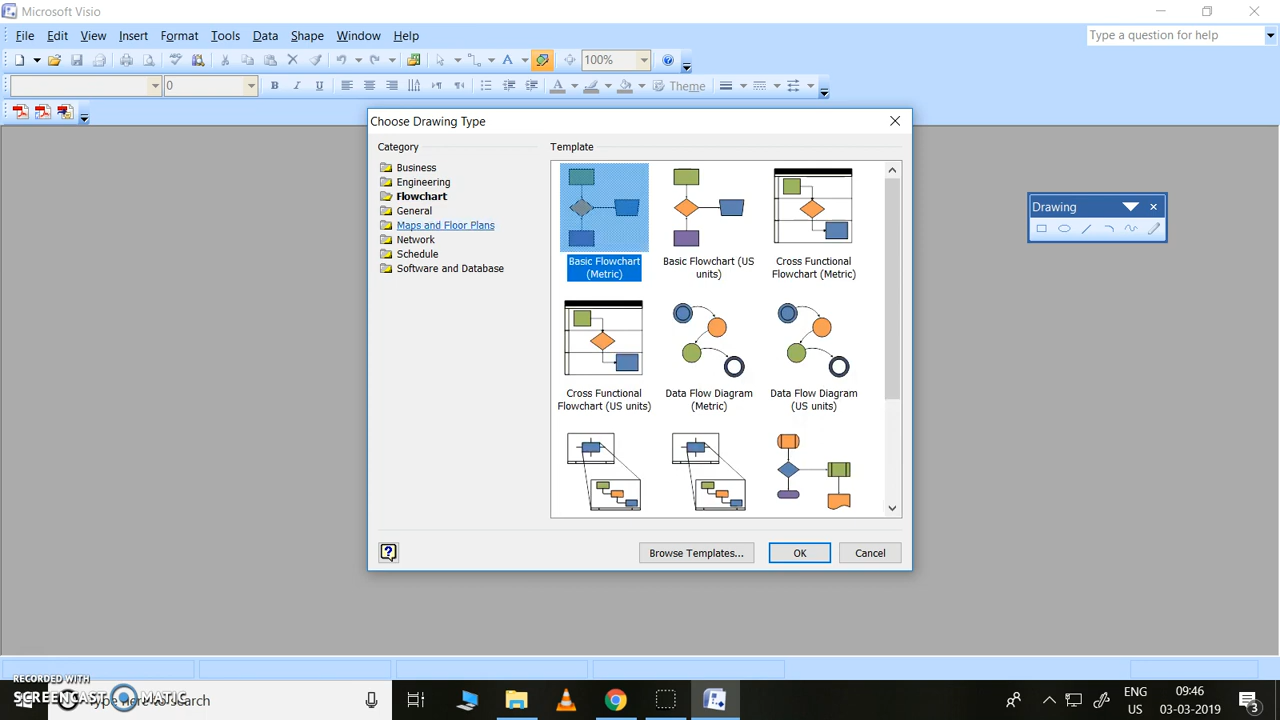 Microsoft Visio
File Edit View Insert Format Tools Data Shape Window Help
Type a question for help
100%
0
Theme
Choose Drawing Type
Category
Template
Business
Engineering
Flowchart
General
Maps and Floor Plans
Network
Schedule
Software and Database
Basic Flowchart (Metric)
Basic Flowchart (US units)
Cross Functional Flowchart (Metric)
Cross Functional Flowchart (US units)
Data Flow Diagram (Metric)
Data Flow Diagram (US units)
Drawing
Browse Templates...
OK
Cancel
RECORDED WITH
SCREENCAST MATIC
here to search
ENG
US
09:46
03-03-2019
3